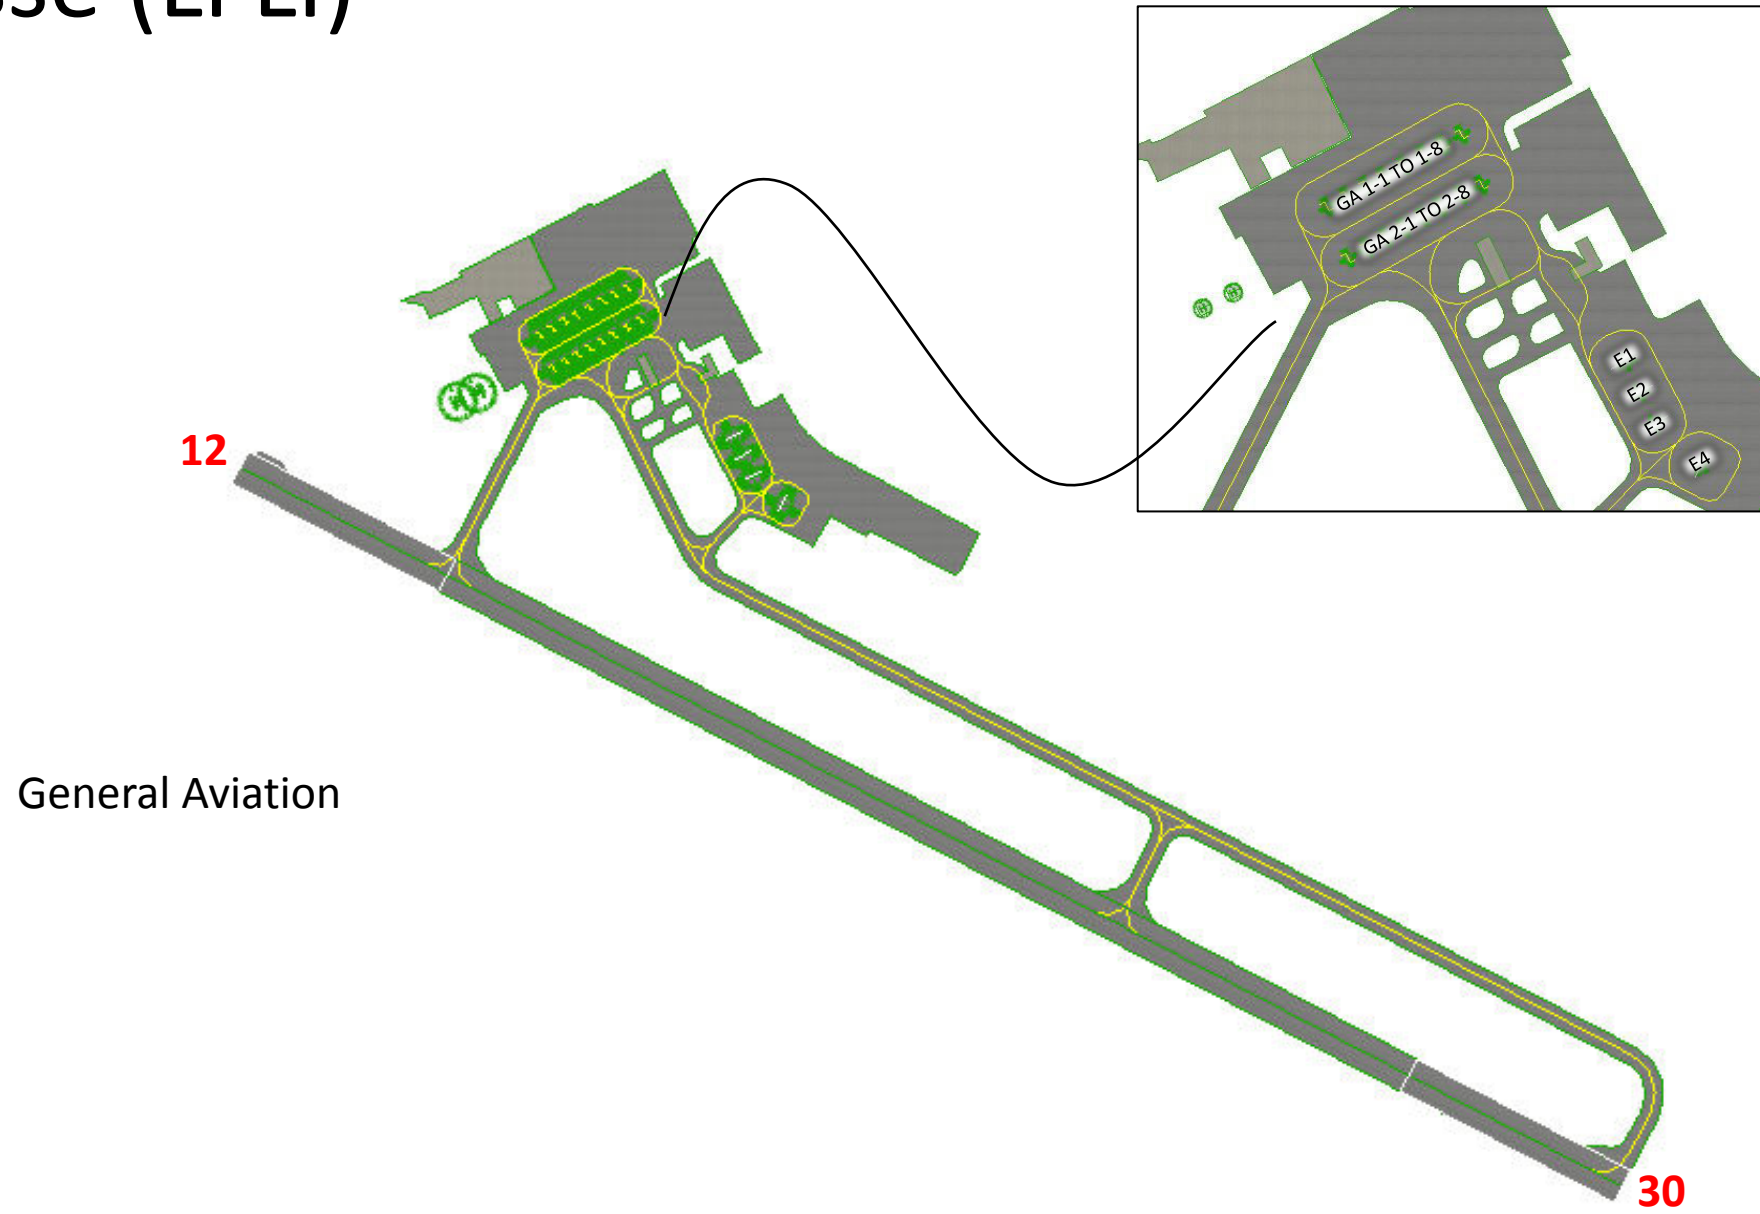 GA 1-1 TO 1-8
GA 2-1 TO 2-8
E1
E2
E3
E4
12
General Aviation
30